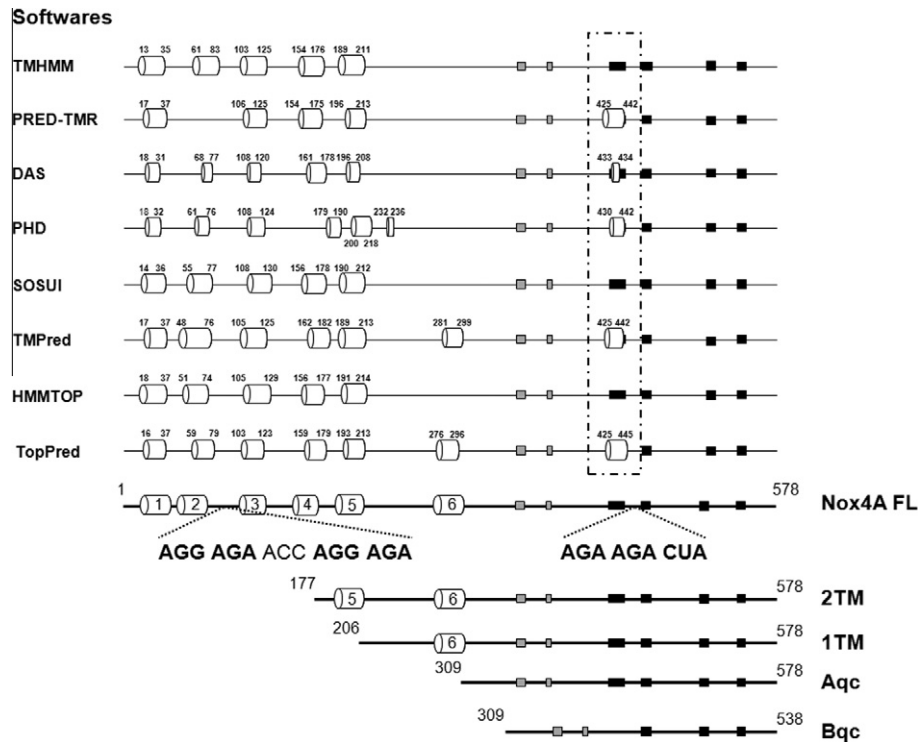 Softwares
13 35 61 83 103 125 154 176 189 211
TMHMM
17 37 106 125 154 175 196 213 425 442
PRED-TMR
18 31 68 77 108 120 161 178 196 208 433 434
DAS
18 32 61 76 108 124 179 190 232 236 430 442
PHD
200 218
14 36 55 77 108 130 156 178 190 212
SOSUI
17 37 48 76 105 125 162 182 189 213 281 299 425 442
TMPred
18 37 51 74 105 129 156 177 191 214
HMMTOP
16 37 59 79 103 123 159 179 193 213 276 296 425 445
TopPred
1 578
1 2 3 4 5 6 Nox4A FL
AGG AGA ACC AGG AGA AGA AGA CUA
177 578
5 6 2TM
206 578
6 1TM
309 578
Aqc
309 538
Bqc